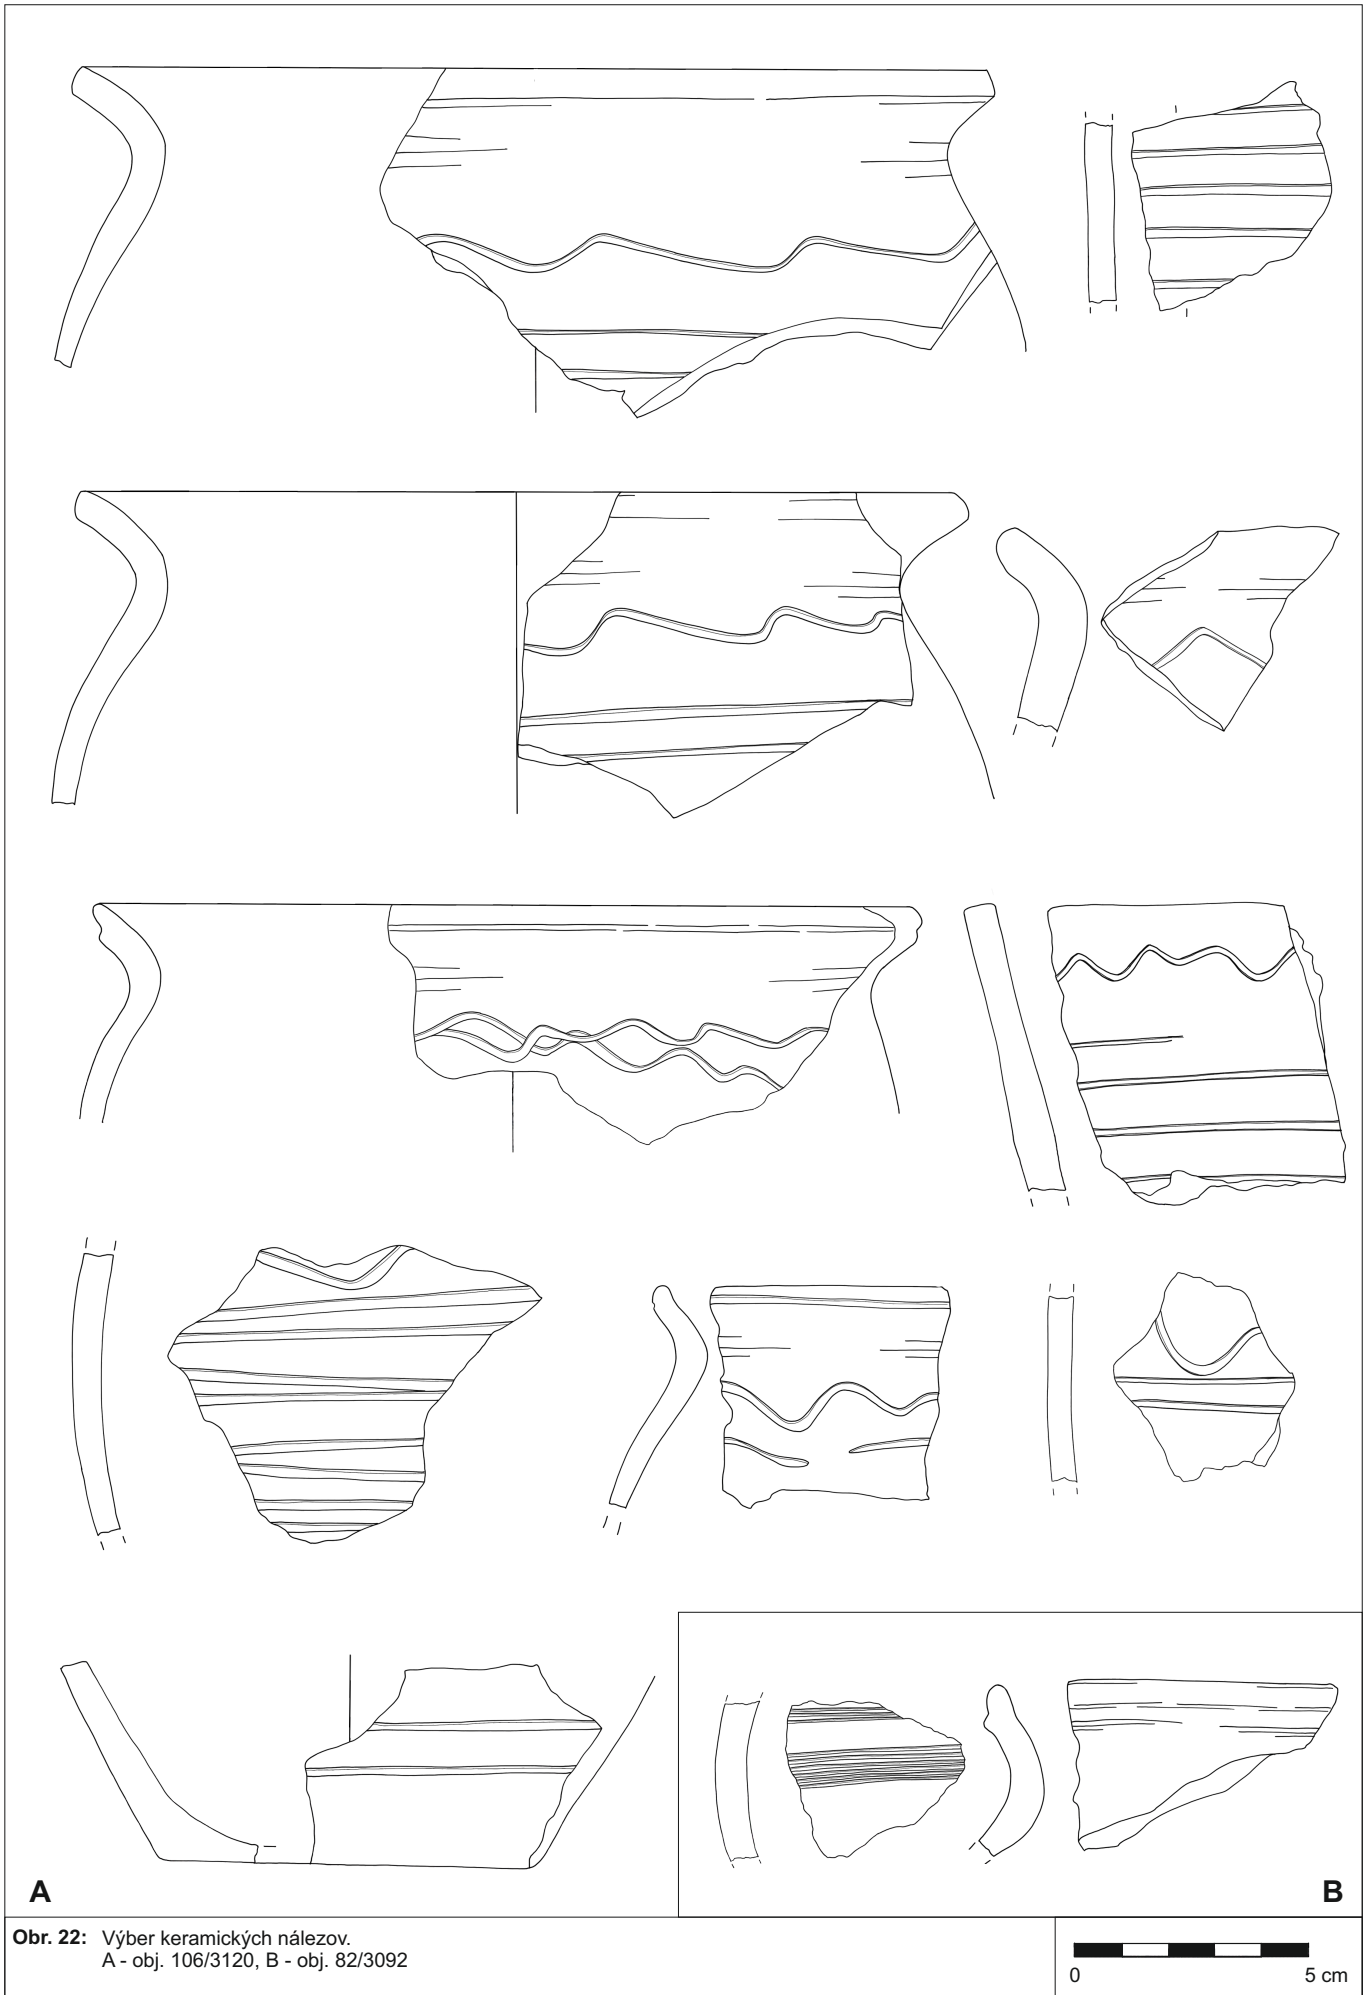 A
B
Obr. 22: Výber keramických nálezov.
A - obj. 106/3120, B - obj. 82/3092
0 5 cm